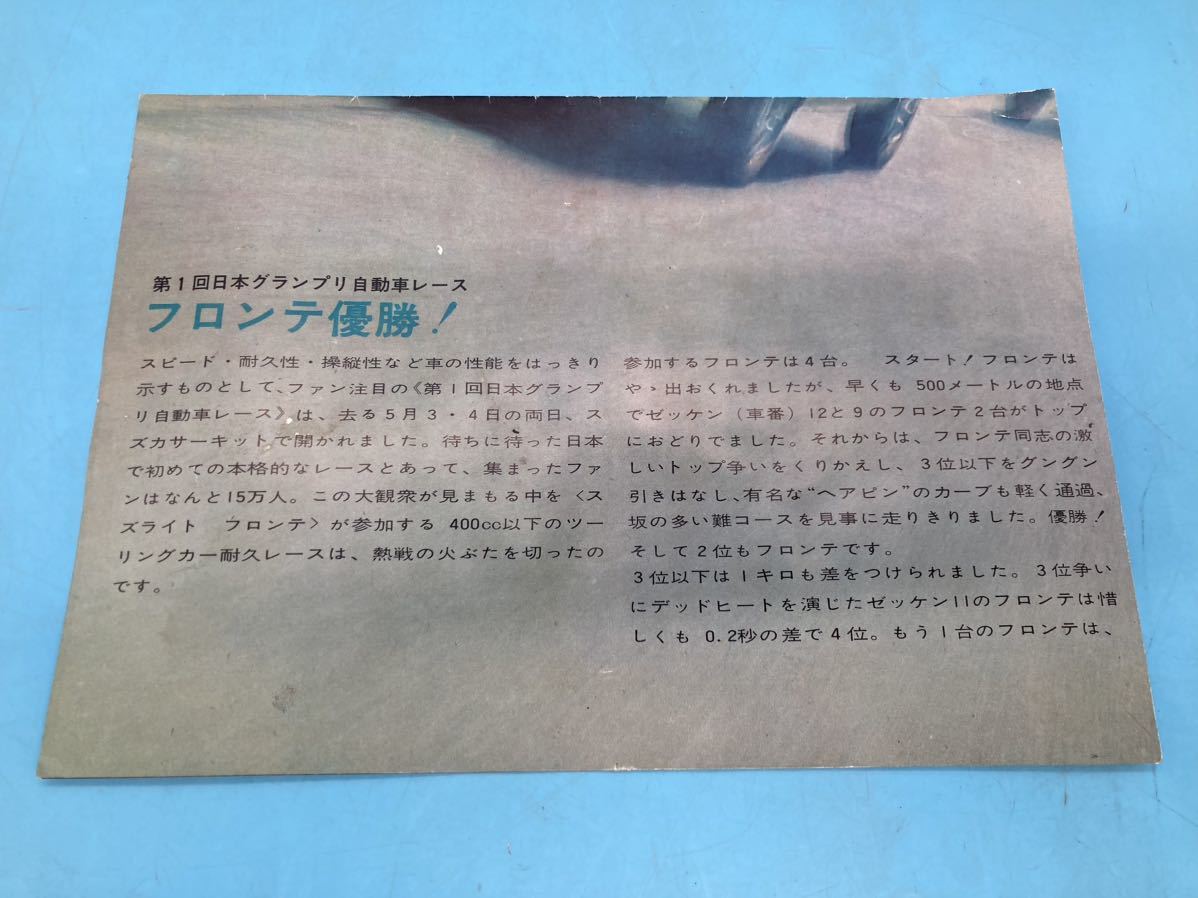 第1回日本グランプリ自動車レース
フロンテ優勝!
スピード・耐久性・操縦性など車の性能をはっきり
示すものとして、ファン注目の《第1回日本グランプ
リ自動車レース》は、去る5月3・4日の両日、ス
ズカサーキットで開かれました。待ちに待った日本
で初めての本格的なレースとあって、集まったファ
ンはなんと15万人。この大観衆が見まもる中を〈ス
ズライト フロンテ〉が参加する 400cc以下のツー
リングカー耐久レースは、熱戦の火ぶたを切ったの
です。
参加するフロンテは4台。 スタート!フロンテは
やゝ出おくれましたが、早くも 500メートルの地点
でゼッケン(車番)12と9のフロンテ2台がトップ
におどりでました。それからは、フロンテ同志の激
しいトップ争いをくりかえし、3位以下をグングン
引きはなし、有名な“ヘアピン”のカーブも軽く通過、
坂の多い難コースを見事に走りきりました。優勝!
そして2位もフロンテです。
3位以下は1キロも差をつけられました。3位争い
にデッドヒートを演じたゼッケン11のフロンテは惜
しくも 0.2秒の差で4位。もう1台のフロンテは、